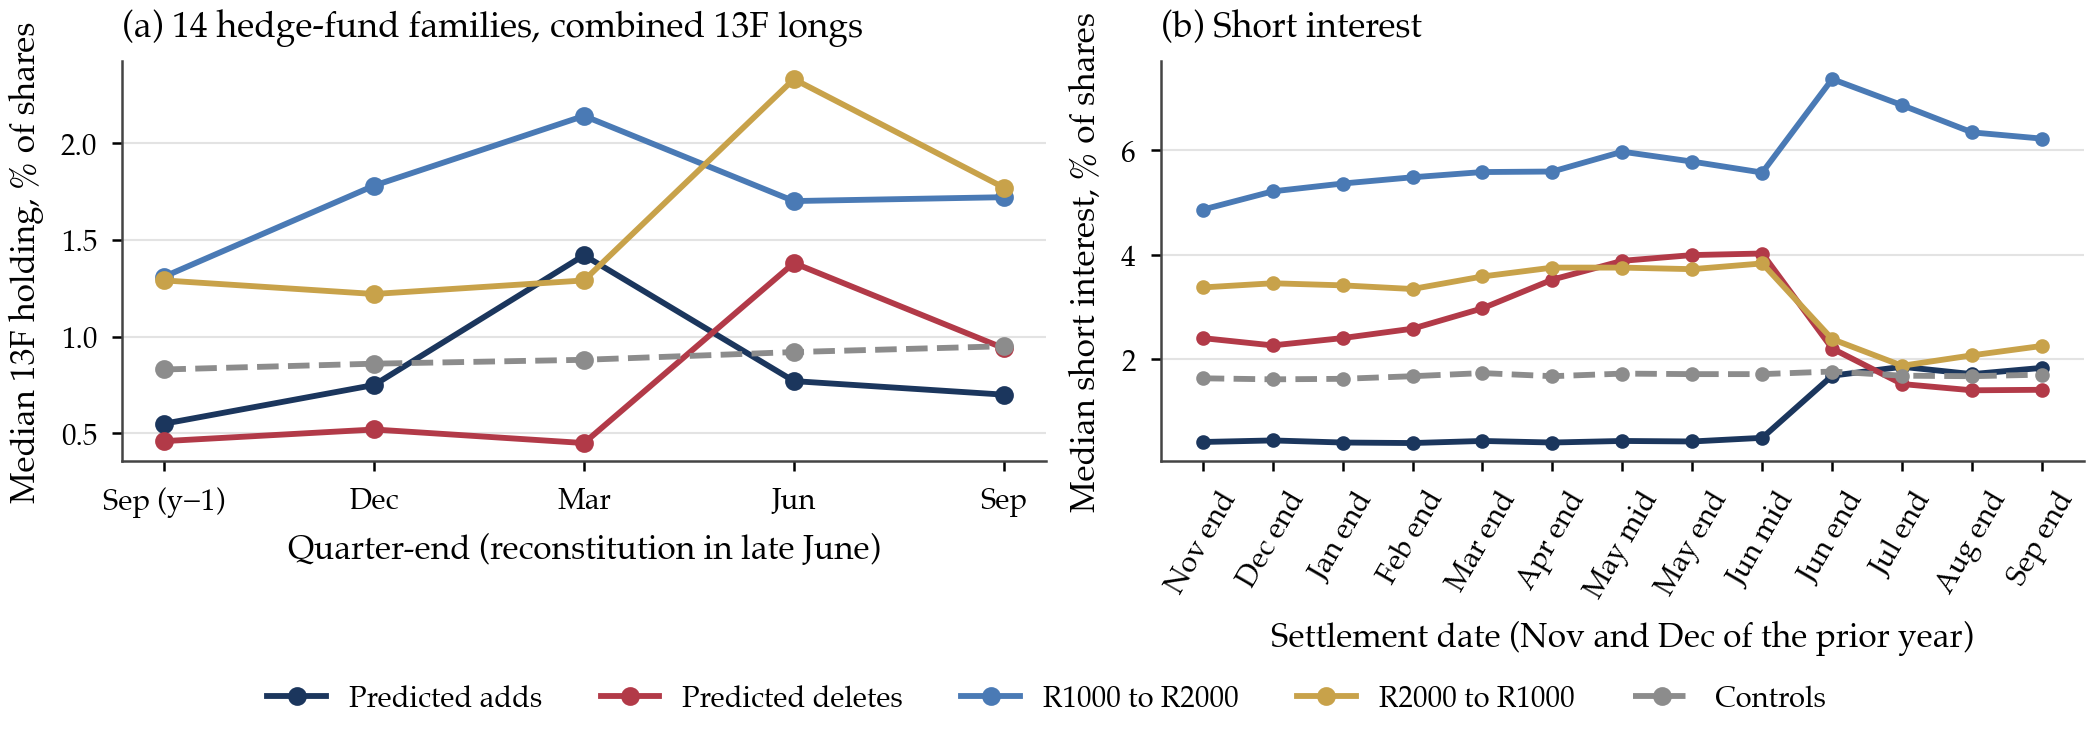 (a) 14 hedge-fund families, combined 13F longs
Median 13F holding, % of shares
2.0
1.5
1.0
0.5
Sep (y−1)
Dec
Mar
Jun
Sep
Quarter-end (reconstitution in late June)
(b) Short interest
Median short interest, % of shares
6
4
2
Nov end
Dec end
Jan end
Feb end
Mar end
Apr end
May mid
May end
Jun mid
Jun end
Jul end
Aug end
Sep end
Settlement date (Nov and Dec of the prior year)
Predicted adds
Predicted deletes
R1000 to R2000
R2000 to R1000
Controls